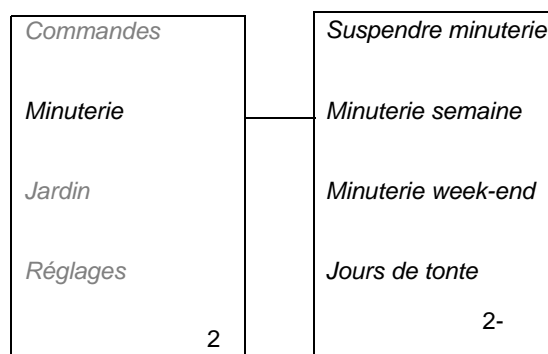 Commandes
Minuterie
Jardin
Réglages
2
Suspendre minuterie
Minuterie semaine
Minuterie week-end
Jours de tonte
2-